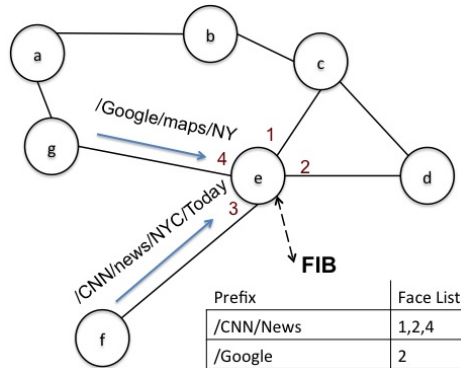 b
a
c
/Google/maps/NY
1
g
4
e
2
d
3
/CNN/news/NYC/Today
FIB
f
Prefix Face List
/CNN/News 1,2,4
/Google 2